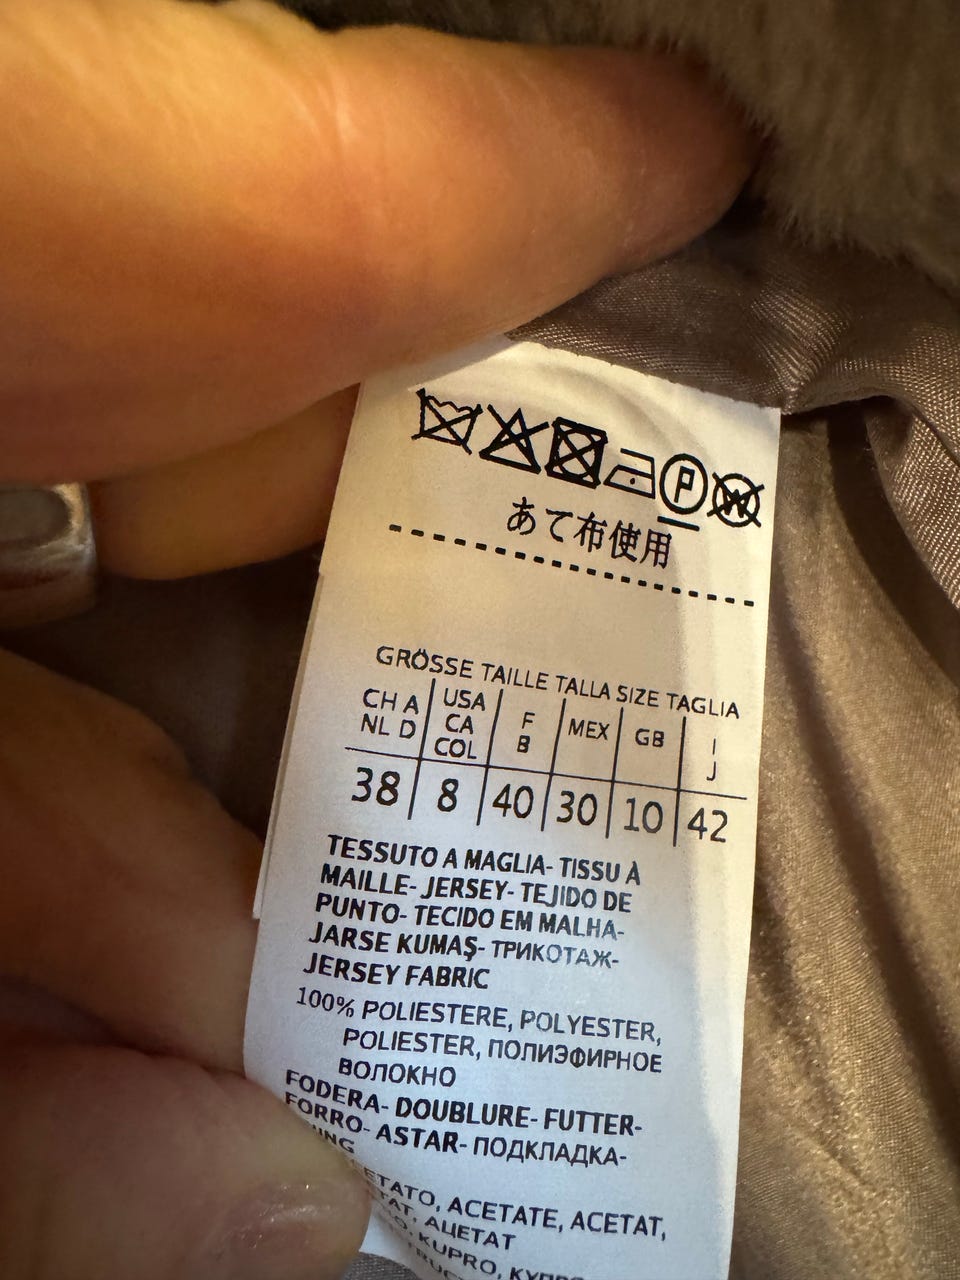 P W
あて布使用
GRÖSSE TAILLE TALLA SIZE TAGLIA
CH A NL D USA CA COL F B MEX GB I J
38 8 40 30 10 42
TESSUTO A MAGLIA- TISSU À
MAILLE- JERSEY- TEJIDO DE
PUNTO- TECIDO EM MALHA-
JARSE KUMAŞ- ТРИКОТАЖ-
JERSEY FABRIC
100% POLIESTERE, POLYESTER,
POLIESTER, ПОЛИЭФИРНОЕ
ВОЛОКНО
FODERA- DOUBLURE- FUTTER-
FORRO- ASTAR- ПОДКЛАДКА-
ACETATE, ACETAT,
АЦЕТАТ
KUPRO,